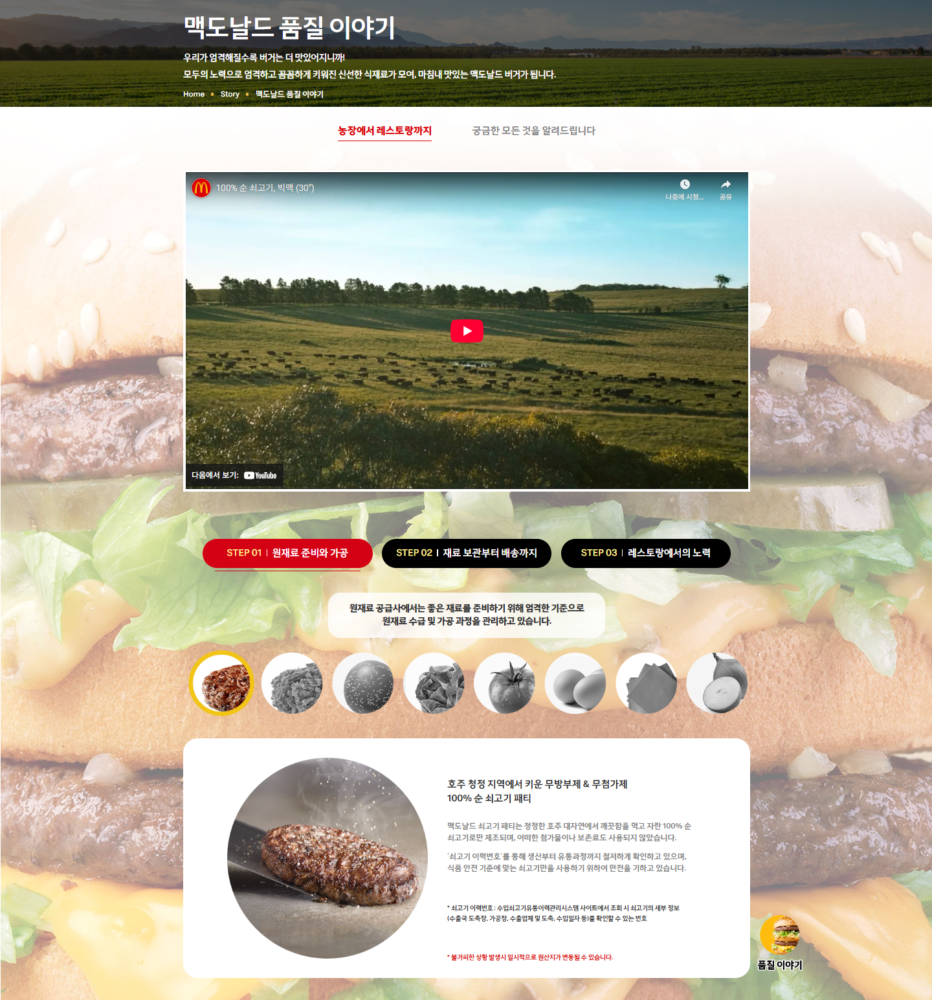 맥도날드 품질 이야기
우리가 엄격해질수록 버거는 더 맛있어지니까!
모두의 노력으로 엄격하고 꼼꼼하게 키워진 신선한 식재료가 모여, 마침내 맛있는 맥도날드 버거가 됩니다.
Home • Story • 맥도날드 품질 이야기
농장에서 레스토랑까지
궁금한 모든 것을 알려드립니다
100% 순 쇠고기, 빅맥 (30")
나중에 시청...
공유
다음에서 보기: YouTube
STEP 01 | 원재료 준비와 가공
STEP 02 | 재료 보관부터 배송까지
STEP 03 | 레스토랑에서의 노력
원재료 공급사에서는 좋은 재료를 준비하기 위해 엄격한 기준으로
원재료 수급 및 가공 과정을 관리하고 있습니다.
호주 청정 지역에서 키운 무방부제 & 무첨가제
100% 순 쇠고기 패티
맥도날드 쇠고기 패티는 청정한 호주 대자연에서 깨끗함을 먹고 자란 100% 순
쇠고기로만 제조되며, 어떠한 첨가물이나 보존료도 사용되지 않았습니다.
'쇠고기 이력번호'를 통해 생산부터 유통과정까지 철저하게 확인하고 있으며,
식품 안전 기준에 맞는 쇠고기만을 사용하기 위하여 만전을 기하고 있습니다.
* 쇠고기 이력번호 : 수입쇠고기유통이력관리시스템 사이트에서 조회 시 쇠고기의 세부 정보
(수출국 도축장, 가공장, 수출업체 및 도축, 수입일자 등)를 확인할 수 있는 번호
* 불가피한 상황 발생시 일시적으로 원산지가 변동될 수 있습니다.
품질 이야기